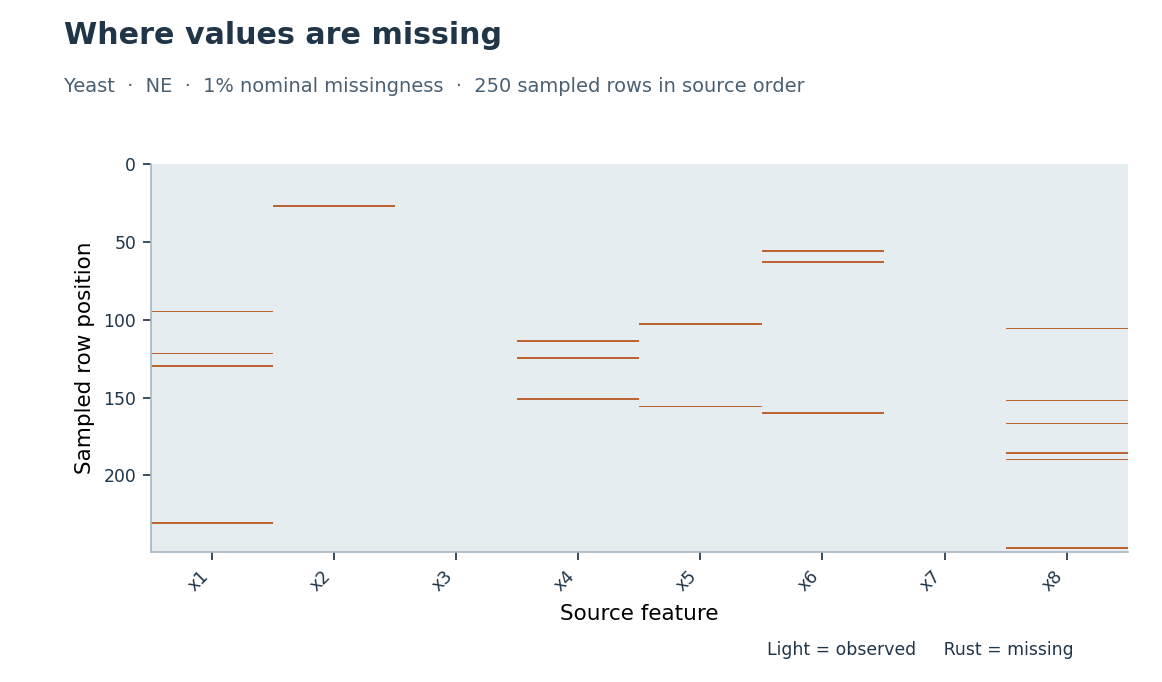 Where values are missing
Yeast · NE · 1% nominal missingness · 250 sampled rows in source order
Sampled row position
0
50
100
150
200
x1 x2 x3 x4 x5 x6 x7 x8
Source feature
Light = observed Rust = missing